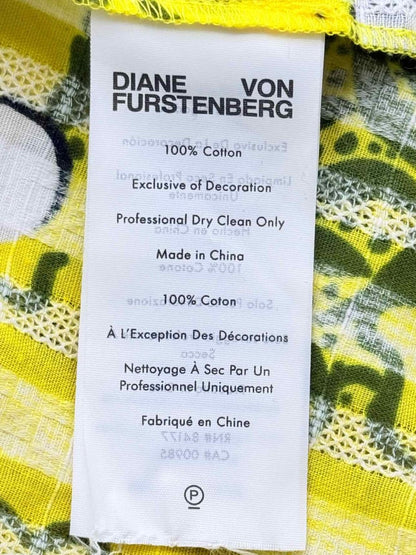 DIANE VON
FURSTENBERG
100% Cotton
Exclusive of Decoration
Professional Dry Clean Only
Made in China
100% Coton
À L'Exception Des Décorations
Nettoyage À Sec Par Un
Professionnel Uniquement
Fabriqué en Chine
RN# 84177
CA# 00985
P